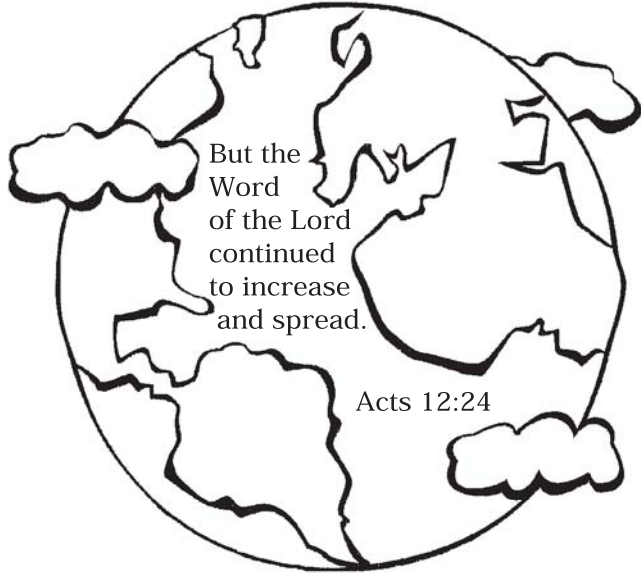 But the
Word
of the Lord
continued
to increase
and spread.
Acts 12:24